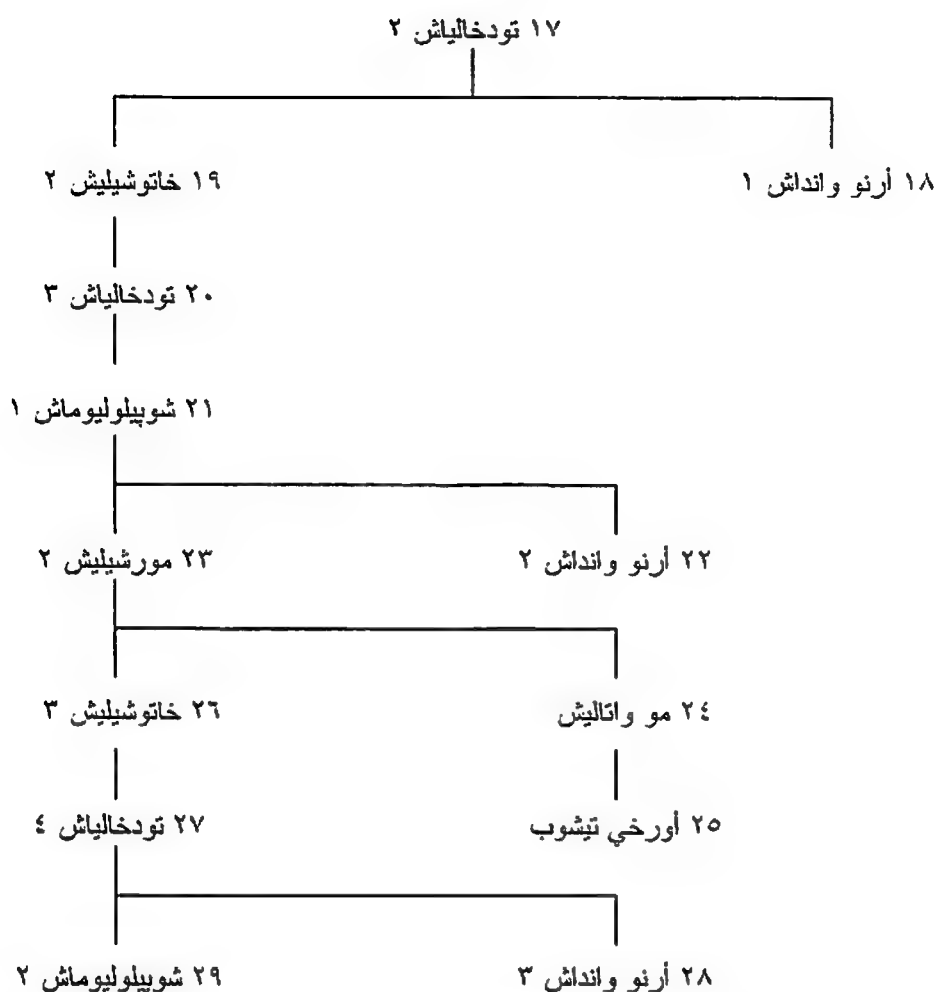 ١٧ تودخالياش ٢
١٨ أرنو وانداش ١
١٩ خاتوشيليش ٢
٢٠ تودخالياش ٣
٢١ شوپيلوليوماش ١
٢٢ أرنو وانداش ٢
٢٣ مورشيليش ٢
٢٤ مو واتاليش
٢٦ خاتوشيليش ٣
٢٥ أورخي تيشوب
٢٧ تودخالياش ٤
٢٨ أرنو وانداش ٣
٢٩ شوپيلوليوماش ٢